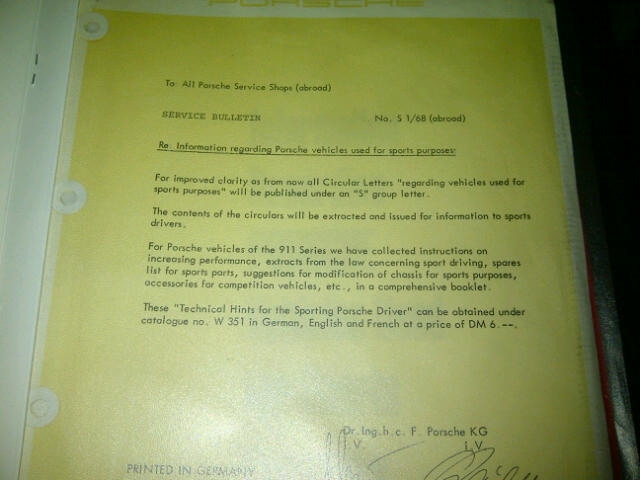 PORSCHE
To: All Porsche Service Shops (abroad)
SERVICE BULLETIN No. S 1/68 (abroad)
Re: Information regarding Porsche vehicles used for sports purposes:
For improved clarity as from now all Circular Letters "regarding vehicles used for
sports purposes" will be published under an "S" group letter.
The contents of the circulars will be extracted and issued for information to sports
drivers.
For Porsche vehicles of the 911 Series we have collected instructions on
increasing performance, extracts from the law concerning sport driving, spares
list for sports parts, suggestions for modification of chassis for sports purposes,
accessories for competition vehicles, etc., in a comprehensive booklet.
These "Technical Hints for the Sporting Porsche Driver" can be obtained under
catalogue no. W 351 in German, English and French at a price of DM 6.--.
Dr.Ing.h.c. F. Porsche KG
V. i.V.
PRINTED IN GERMANY